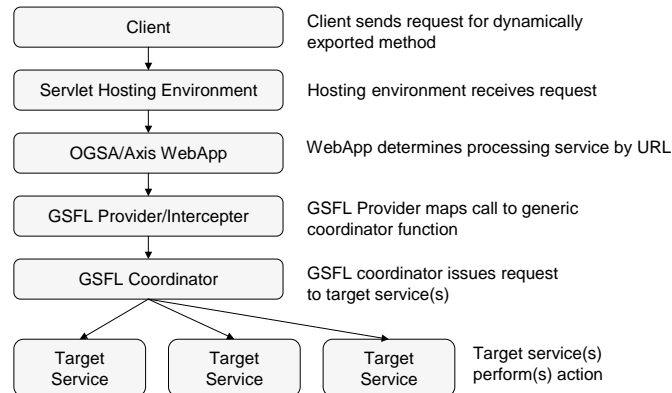 Client
Client sends request for dynamically
exported method
Servlet Hosting Environment
Hosting environment receives request
OGSA/Axis WebApp
WebApp determines processing service by URL
GSFL Provider/Intercepter
GSFL Provider maps call to generic
coordinator function
GSFL Coordinator
GSFL coordinator issues request
to target service(s)
Target
Service
Target
Service
Target
Service
Target service(s)
perform(s) action